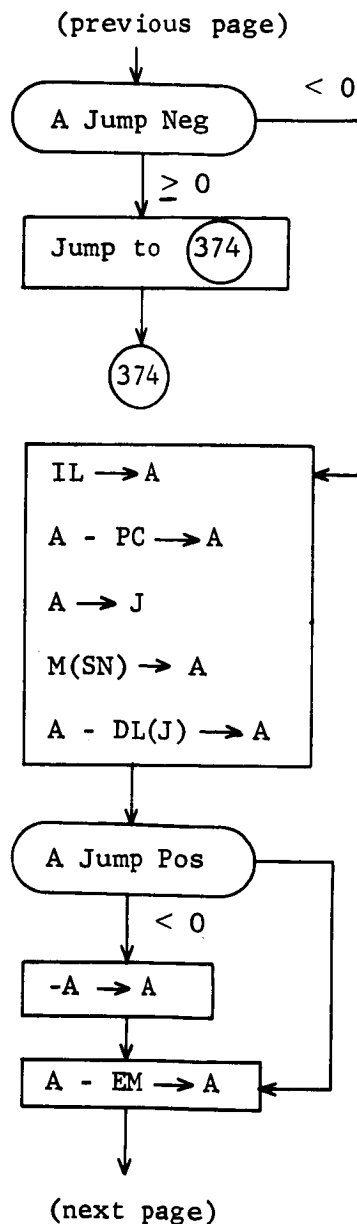 (previous page)
< 0
A Jump Neg
≥ 0
Jump to 374
374
IL → A
A - PC → A
A → J
M(SN) → A
A - DL(J) → A
A Jump Pos
< 0
-A → A
A - EM → A
(next page)